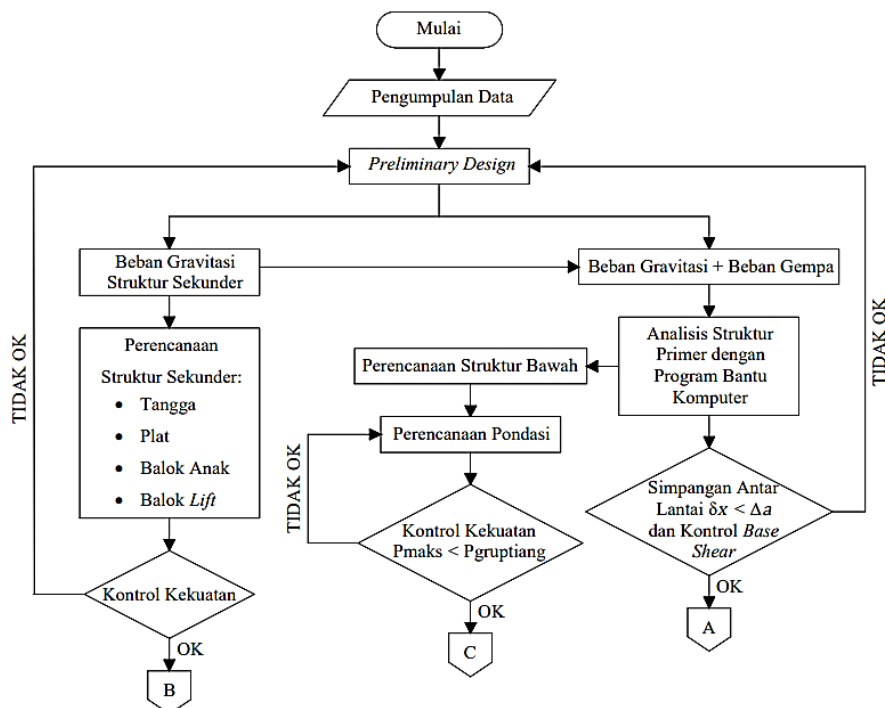 Mulai
Pengumpulan Data
Preliminary Design
Beban Gravitasi
Struktur Sekunder
Beban Gravitasi + Beban Gempa
TIDAK OK
Perencanaan
Struktur Sekunder:
• Tangga
• Plat
• Balok Anak
• Balok Lift
Perencanaan Struktur Bawah
Analisis Struktur
Primer dengan
Program Bantu
Komputer
TIDAK OK
Perencanaan Pondasi
TIDAK OK
Kontrol Kekuatan
Pmaks < Pgruptiang
Simpangan Antar
Lantai δx < Δa
dan Kontrol Base
Shear
Kontrol Kekuatan
OK
B
OK
C
OK
A